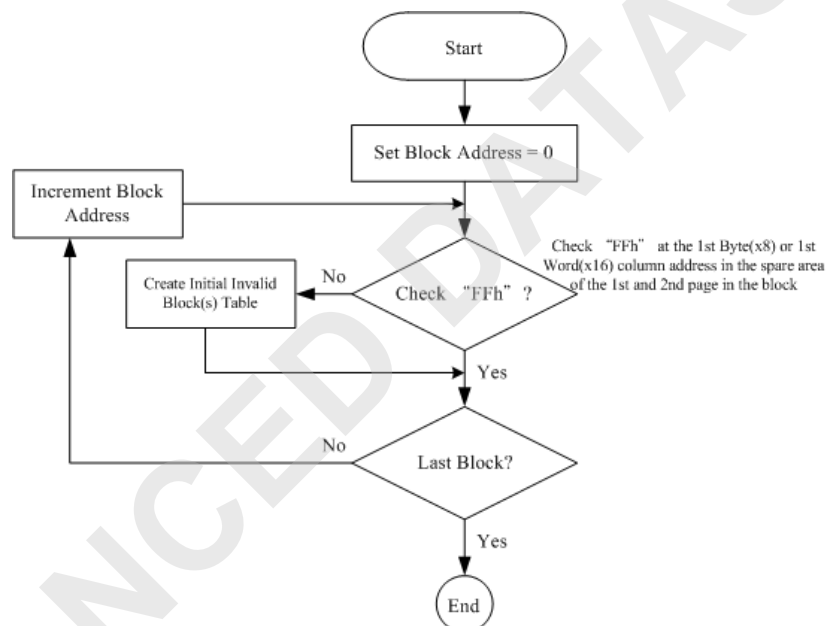 Start
Set Block Address = 0
Increment Block
Address
Check “FFh” at the 1st Byte(x8) or 1st
Word(x16) column address in the spare area
of the 1st and 2nd page in the block
No
Create Initial Invalid
Block(s) Table
Check “FFh” ?
Yes
No
Last Block?
Yes
End
NCED DATAS